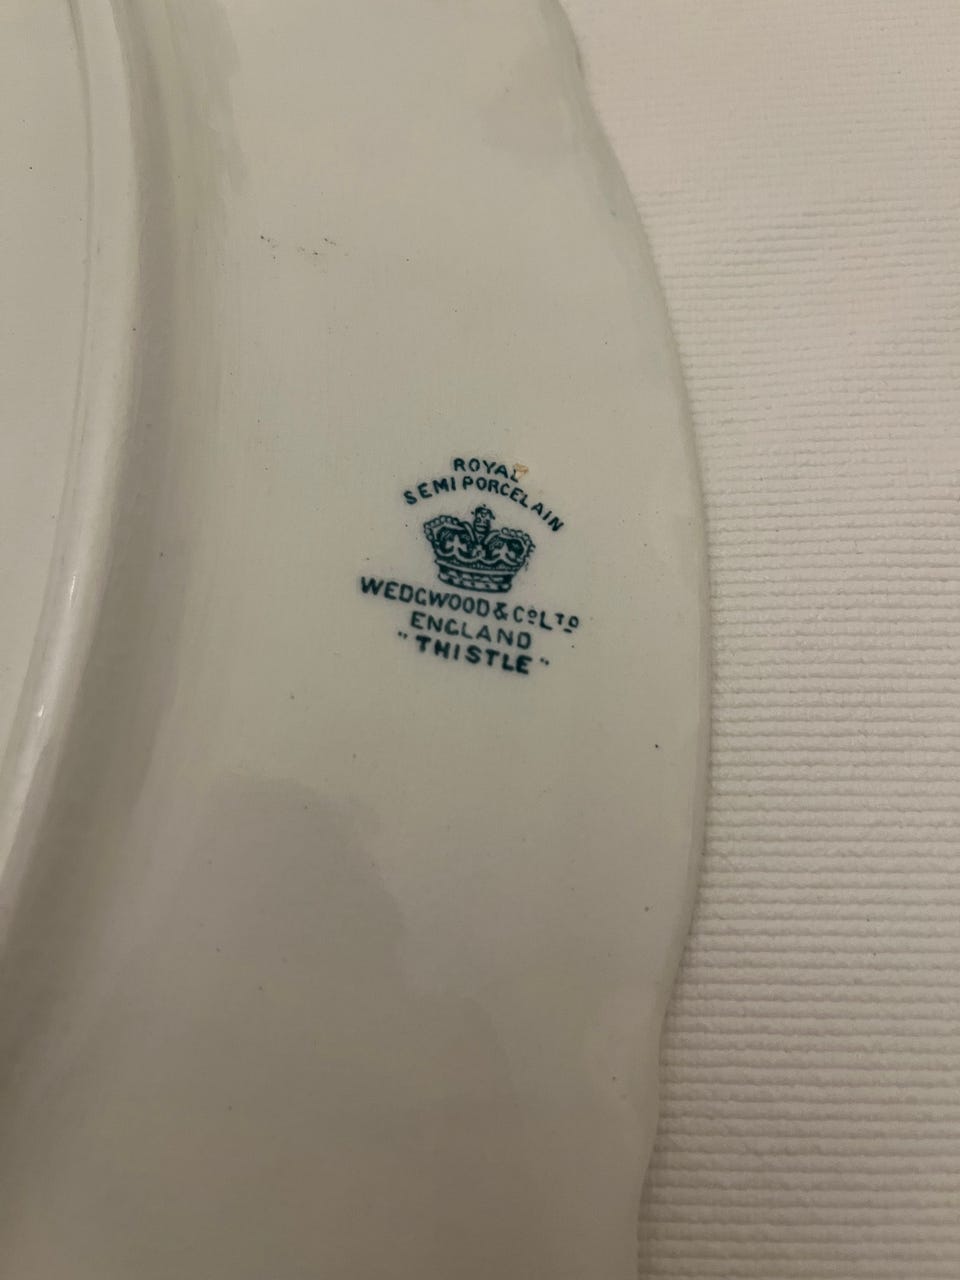 ROYAL
SEMI PORCELAIN
WEDGWOOD & Cº LTD
ENGLAND
"THISTLE"